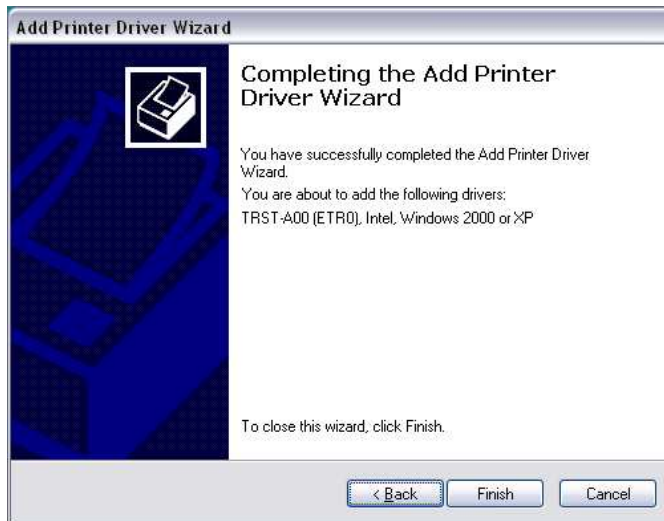 Add Printer Driver Wizard
Completing the Add Printer
Driver Wizard
You have successfully completed the Add Printer Driver
Wizard.
You are about to add the following drivers:
TRST-A00 (ETR0), Intel, Windows 2000 or XP
To close this wizard, click Finish.
< Back
Finish
Cancel